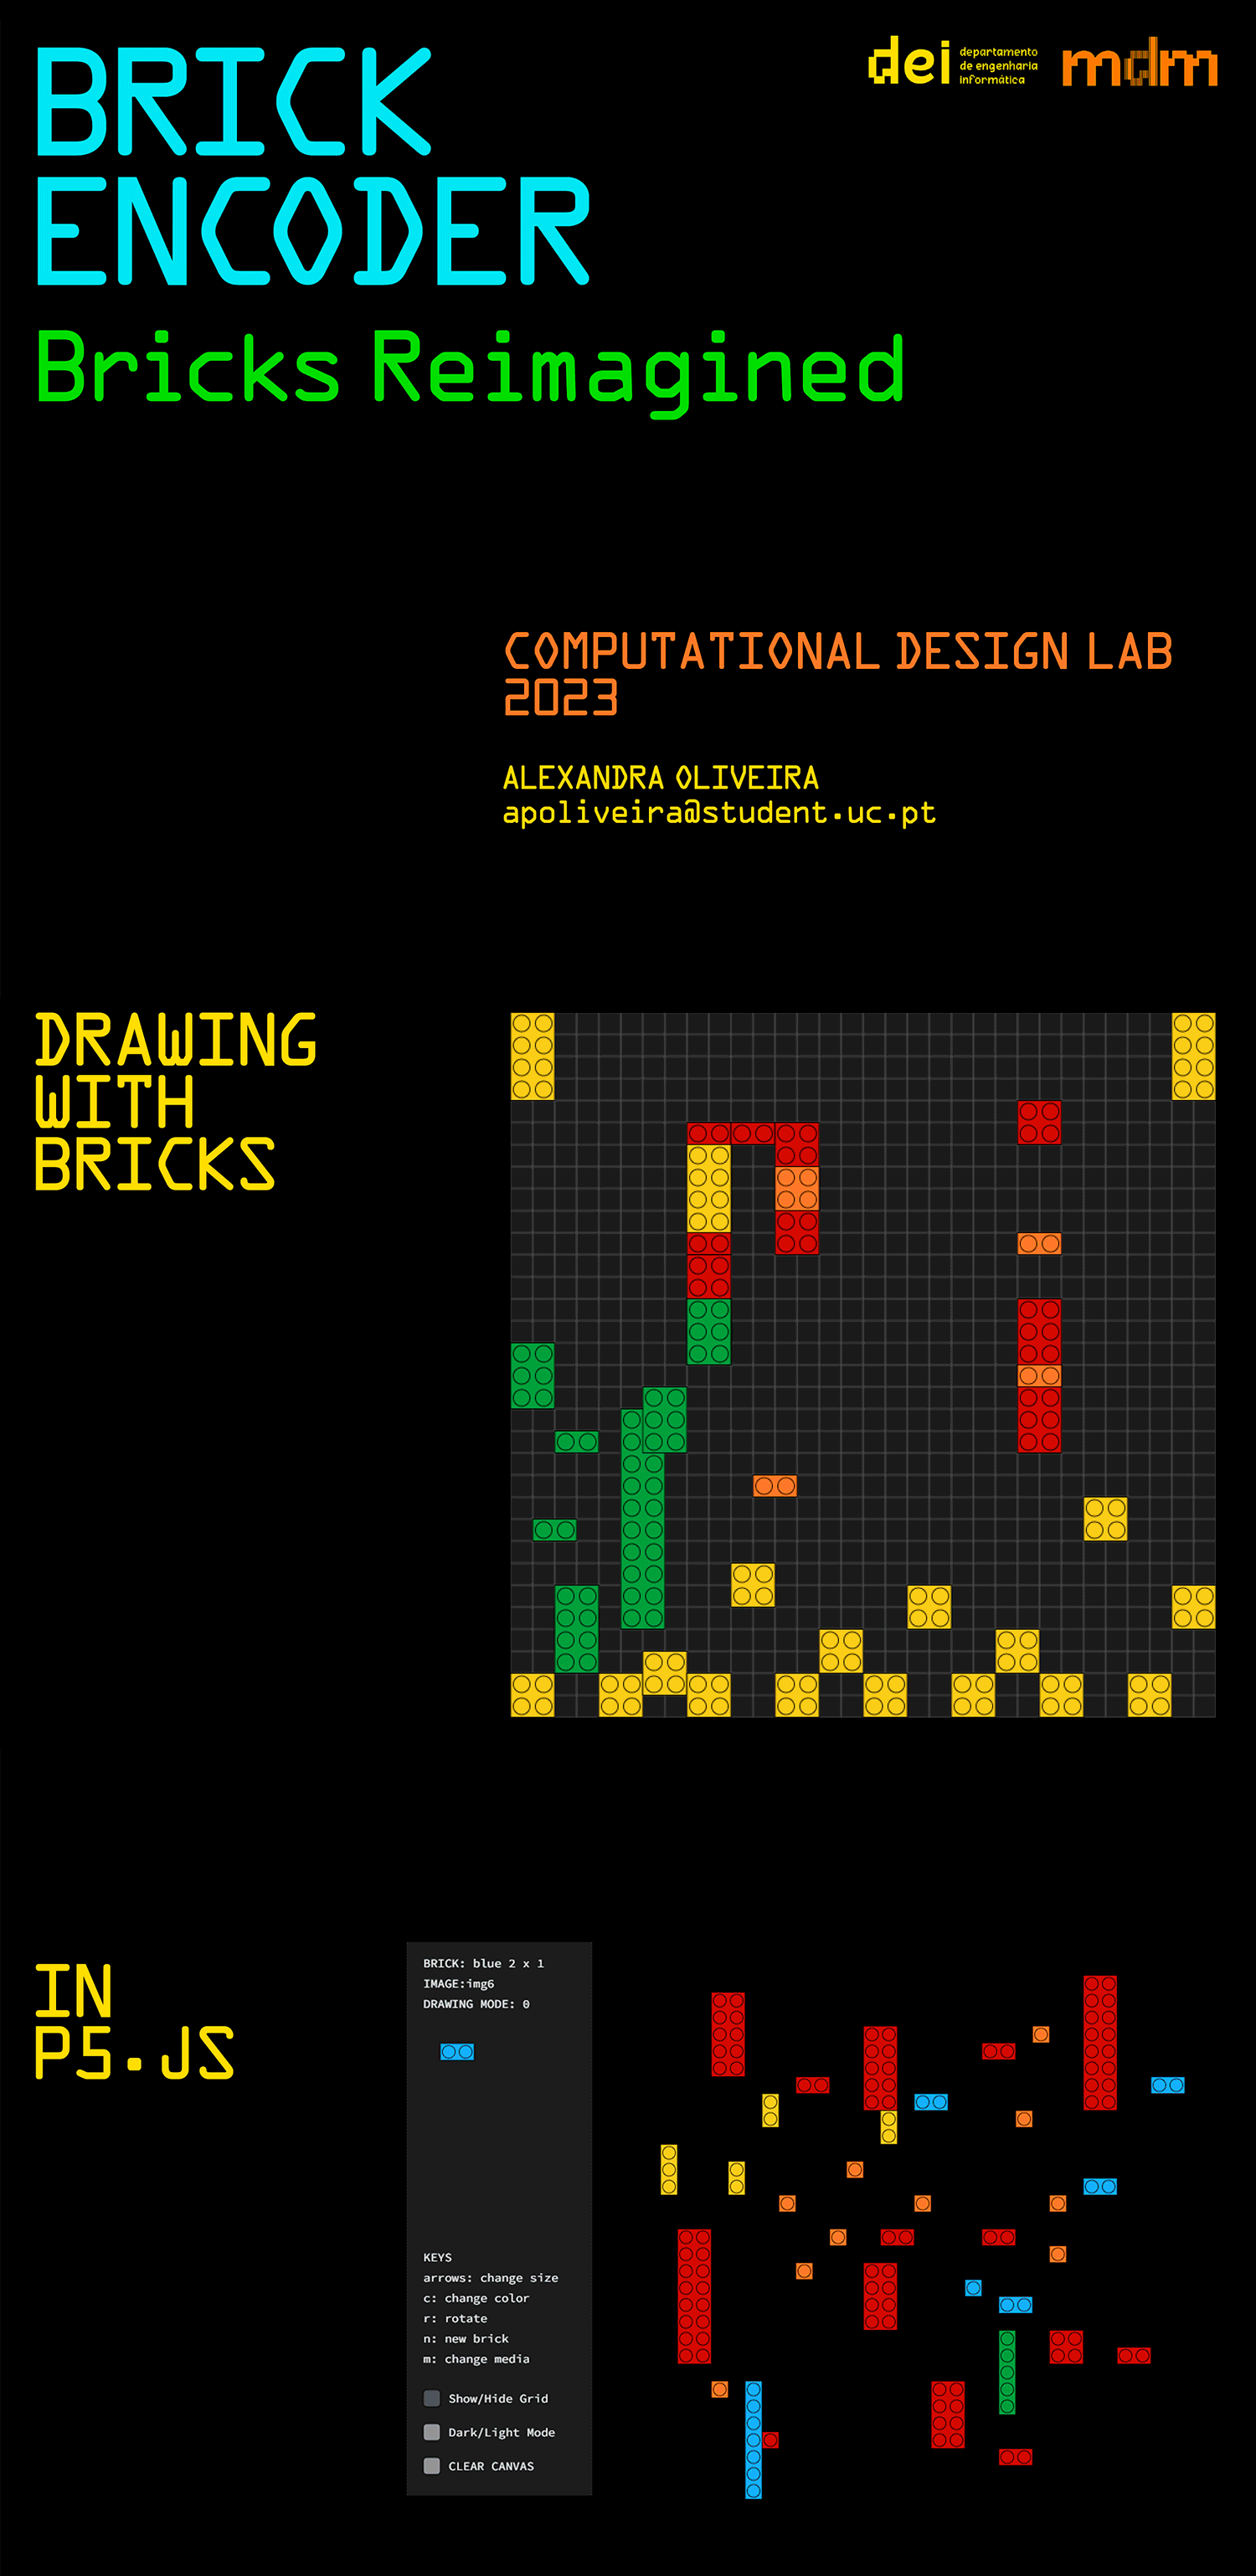 BRICK
ENCODER
Bricks Reimagined
dei
departamento
de engenharia
informática
mdm
COMPUTATIONAL DESIGN LAB
2023
ALEXANDRA OLIVEIRA
apoliveira@student.uc.pt
DRAWING
WITH
BRICKS
IN
P5.JS
BRICK: blue 2 x 1
IMAGE:img6
DRAWING MODE: 0
KEYS
arrows: change size
c: change color
r: rotate
n: new brick
m: change media
Show/Hide Grid
Dark/Light Mode
CLEAR CANVAS